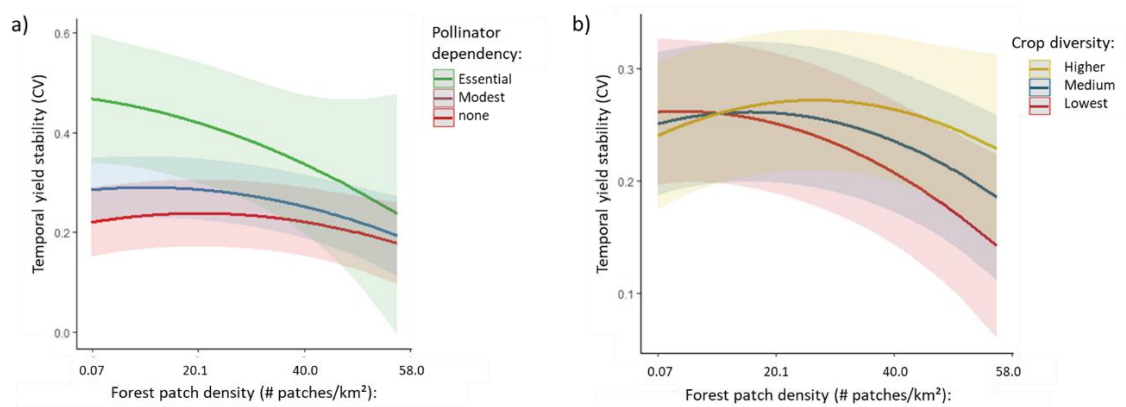 a)
Temporal yield stability (CV)
0.6
0.4
0.2
0.0
0.07 20.1 40.0 58.0
Forest patch density (# patches/km²):
Pollinator
dependency:
Essential
Modest
none
b)
Temporal yield stability (CV)
0.3
0.2
0.1
0.07 20.1 40.0 58.0
Forest patch density (# patches/km²):
Crop diversity:
Higher
Medium
Lowest